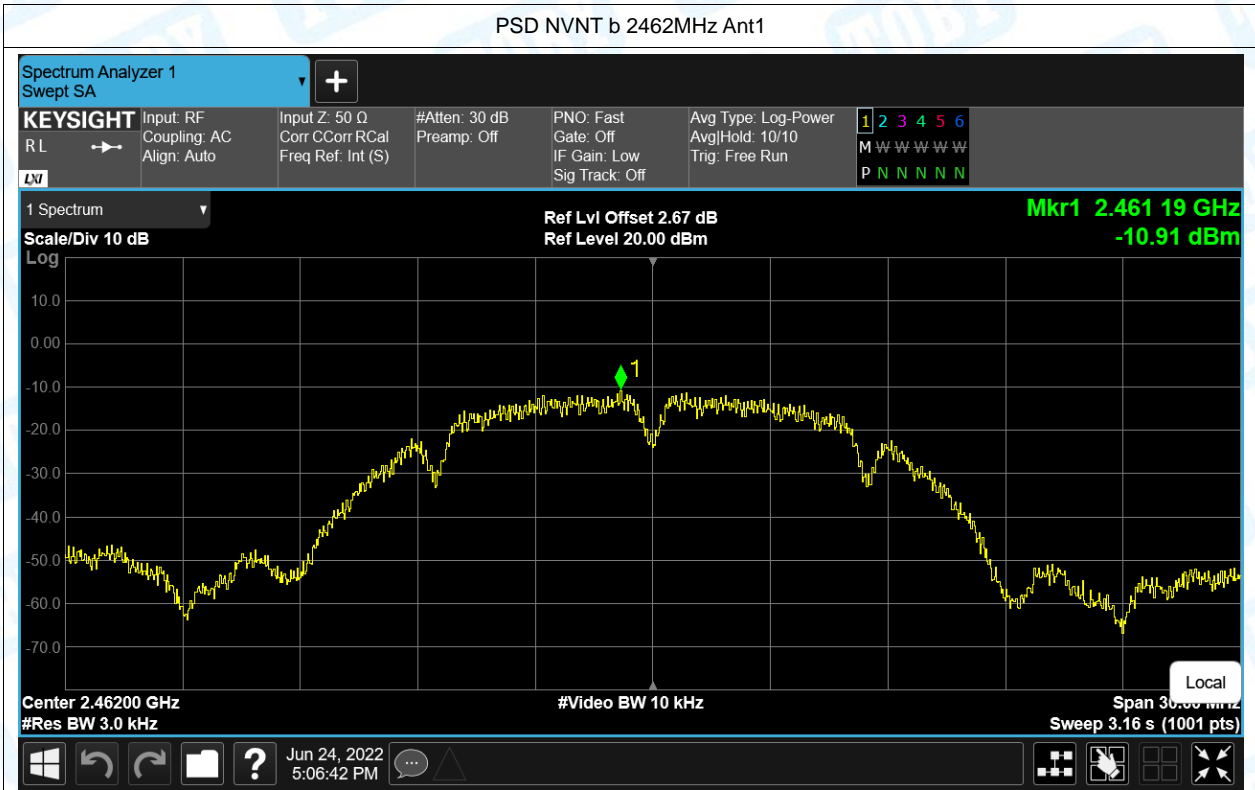 PSD NVNT b 2462MHz Ant1
Spectrum Analyzer 1
Swept SA
+
KEYSIGHT
RL
LXI
Input: RF
Coupling: AC
Align: Auto
Input Z: 50 Ω
Corr CCorr RCal
Freq Ref: Int (S)
#Atten: 30 dB
Preamp: Off
PNO: Fast
Gate: Off
IF Gain: Low
Sig Track: Off
Avg Type: Log-Power
Avg|Hold: 10/10
Trig: Free Run
1 2 3 4 5 6
M W W W W W
P N N N N N
1 Spectrum
Scale/Div 10 dB
Log
Ref Lvl Offset 2.67 dB
Ref Level 20.00 dBm
Mkr1 2.461 19 GHz
-10.91 dBm
10.0
0.00
-10.0
-20.0
-30.0
-40.0
-50.0
-60.0
-70.0
1
Center 2.46200 GHz
#Res BW 3.0 kHz
#Video BW 10 kHz
Local
Span 30.00 MHz
Sweep 3.16 s (1001 pts)
?
Jun 24, 2022
5:06:42 PM